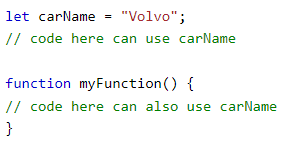 let carName = "Volvo";
// code here can use carName
function myFunction() {
// code here can also use carName
}